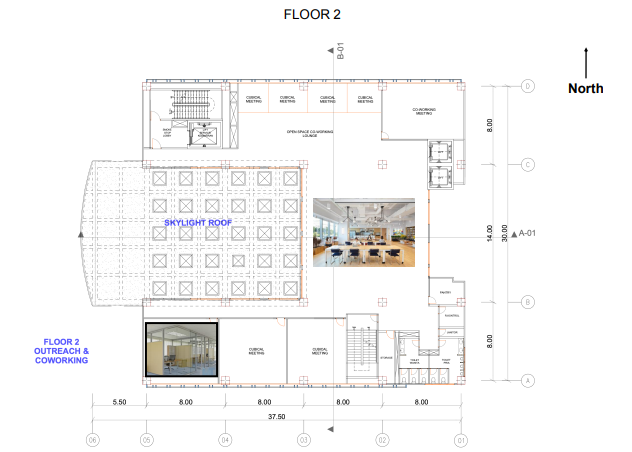 FLOOR 2
B-01
North
CUBICAL
MEETING
CUBICAL
MEETING
CUBICAL
MEETING
CUBICAL
MEETING
CO-WORKING
MEETING
D
OPEN SPACE CO-WORKING
LOUNGE
LOBBY
8.00
C
SKYLIGHT ROOF
14.00
30.00
A-01
PANTRY
B
JANITOR
FLOOR 2
OUTREACH &
COWORKING
CUBICAL
MEETING
CUBICAL
MEETING
STORAGE
TOILET
TOILET
8.00
A
5.50
8.00
8.00
8.00
8.00
37.50
06
05
04
03
02
01